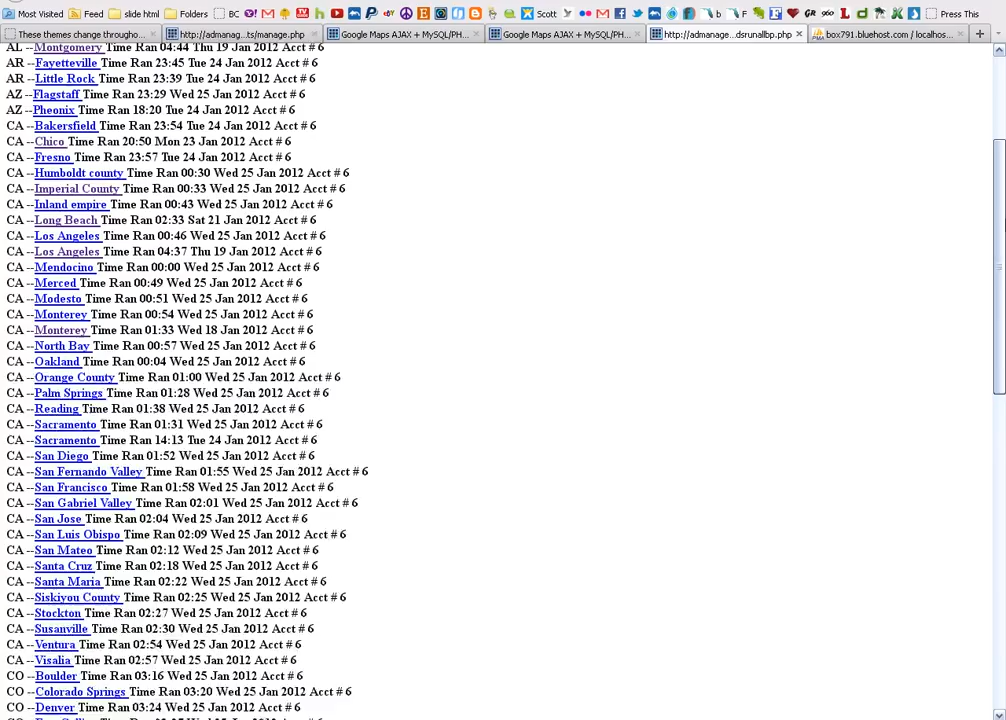 Most Visited Feed slide html Folders BC Y! M TV h Scott b F GR 960 L d Press This
These themes change througho... http://admanag...ts/manage.php Google Maps AJAX + MySQL/PH... Google Maps AJAX + MySQL/PH... http://admanage...dsrunallbp.php box791.bluehost.com / localhos...
AL --Montgomery Time Ran 04:44 Thu 19 Jan 2012 Acct # 6
AR --Fayetteville Time Ran 23:45 Tue 24 Jan 2012 Acct # 6
AR --Little Rock Time Ran 23:39 Tue 24 Jan 2012 Acct # 6
AZ --Flagstaff Time Ran 23:29 Wed 25 Jan 2012 Acct # 6
AZ --Pheonix Time Ran 18:20 Tue 24 Jan 2012 Acct # 6
CA --Bakersfield Time Ran 23:54 Tue 24 Jan 2012 Acct # 6
CA --Chico Time Ran 20:50 Mon 23 Jan 2012 Acct # 6
CA --Fresno Time Ran 23:57 Tue 24 Jan 2012 Acct # 6
CA --Humboldt county Time Ran 00:30 Wed 25 Jan 2012 Acct # 6
CA --Imperial County Time Ran 00:33 Wed 25 Jan 2012 Acct # 6
CA --Inland empire Time Ran 00:43 Wed 25 Jan 2012 Acct # 6
CA --Long Beach Time Ran 02:33 Sat 21 Jan 2012 Acct # 6
CA --Los Angeles Time Ran 00:46 Wed 25 Jan 2012 Acct # 6
CA --Los Angeles Time Ran 04:37 Thu 19 Jan 2012 Acct # 6
CA --Mendocino Time Ran 00:00 Wed 25 Jan 2012 Acct # 6
CA --Merced Time Ran 00:49 Wed 25 Jan 2012 Acct # 6
CA --Modesto Time Ran 00:51 Wed 25 Jan 2012 Acct # 6
CA --Monterey Time Ran 00:54 Wed 25 Jan 2012 Acct # 6
CA --Monterey Time Ran 01:33 Wed 18 Jan 2012 Acct # 6
CA --North Bay Time Ran 00:57 Wed 25 Jan 2012 Acct # 6
CA --Oakland Time Ran 00:04 Wed 25 Jan 2012 Acct # 6
CA --Orange County Time Ran 01:00 Wed 25 Jan 2012 Acct # 6
CA --Palm Springs Time Ran 01:28 Wed 25 Jan 2012 Acct # 6
CA --Reading Time Ran 01:38 Wed 25 Jan 2012 Acct # 6
CA --Sacramento Time Ran 01:31 Wed 25 Jan 2012 Acct # 6
CA --Sacramento Time Ran 14:13 Tue 24 Jan 2012 Acct # 6
CA --San Diego Time Ran 01:52 Wed 25 Jan 2012 Acct # 6
CA --San Fernando Valley Time Ran 01:55 Wed 25 Jan 2012 Acct # 6
CA --San Francisco Time Ran 01:58 Wed 25 Jan 2012 Acct # 6
CA --San Gabriel Valley Time Ran 02:01 Wed 25 Jan 2012 Acct # 6
CA --San Jose Time Ran 02:04 Wed 25 Jan 2012 Acct # 6
CA --San Luis Obispo Time Ran 02:09 Wed 25 Jan 2012 Acct # 6
CA --San Mateo Time Ran 02:12 Wed 25 Jan 2012 Acct # 6
CA --Santa Cruz Time Ran 02:18 Wed 25 Jan 2012 Acct # 6
CA --Santa Maria Time Ran 02:22 Wed 25 Jan 2012 Acct # 6
CA --Siskiyou County Time Ran 02:25 Wed 25 Jan 2012 Acct # 6
CA --Stockton Time Ran 02:27 Wed 25 Jan 2012 Acct # 6
CA --Susanville Time Ran 02:30 Wed 25 Jan 2012 Acct # 6
CA --Ventura Time Ran 02:54 Wed 25 Jan 2012 Acct # 6
CA --Visalia Time Ran 02:57 Wed 25 Jan 2012 Acct # 6
CO --Boulder Time Ran 03:16 Wed 25 Jan 2012 Acct # 6
CO --Colorado Springs Time Ran 03:20 Wed 25 Jan 2012 Acct # 6
CO --Denver Time Ran 03:24 Wed 25 Jan 2012 Acct # 6